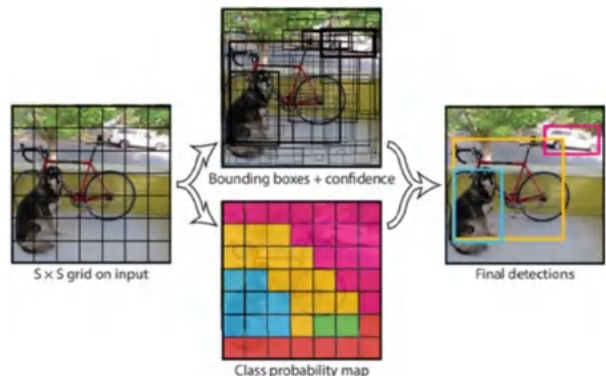 Bounding boxes + confidence
S × S grid on input
Final detections
Class probability map